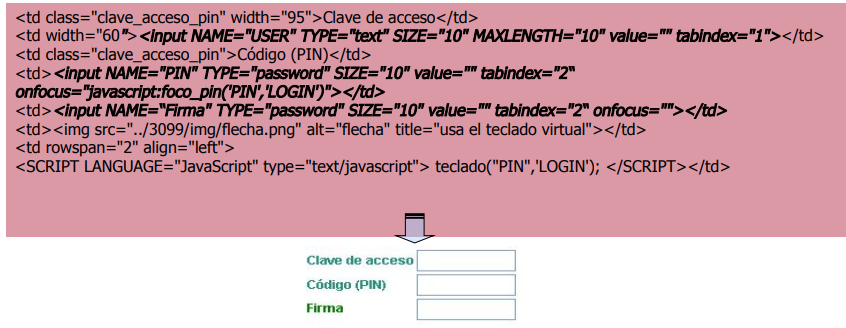 <td class="clave_acceso_pin" width="95">Clave de acceso</td>
<td width="60"><input NAME="USER" TYPE="text" SIZE="10" MAXLENGTH="10" value="" tabindex="1"></td>
<td class="clave_acceso_pin">Código (PIN)</td>
<td><input NAME="PIN" TYPE="password" SIZE="10" value="" tabindex="2“
onfocus="javascript:foco_pin('PIN','LOGIN')"></td>
<td><input NAME=“Firma" TYPE="password" SIZE="10" value="" tabindex="2“ onfocus=""></td>
<td><img src="../3099/img/flecha.png" alt="flecha" title="usa el teclado virtual"></td>
<td rowspan="2" align="left">
<SCRIPT LANGUAGE="JavaScript" type="text/javascript"> teclado("PIN",'LOGIN'); </SCRIPT></td>
Clave de acceso
Código (PIN)
Firma